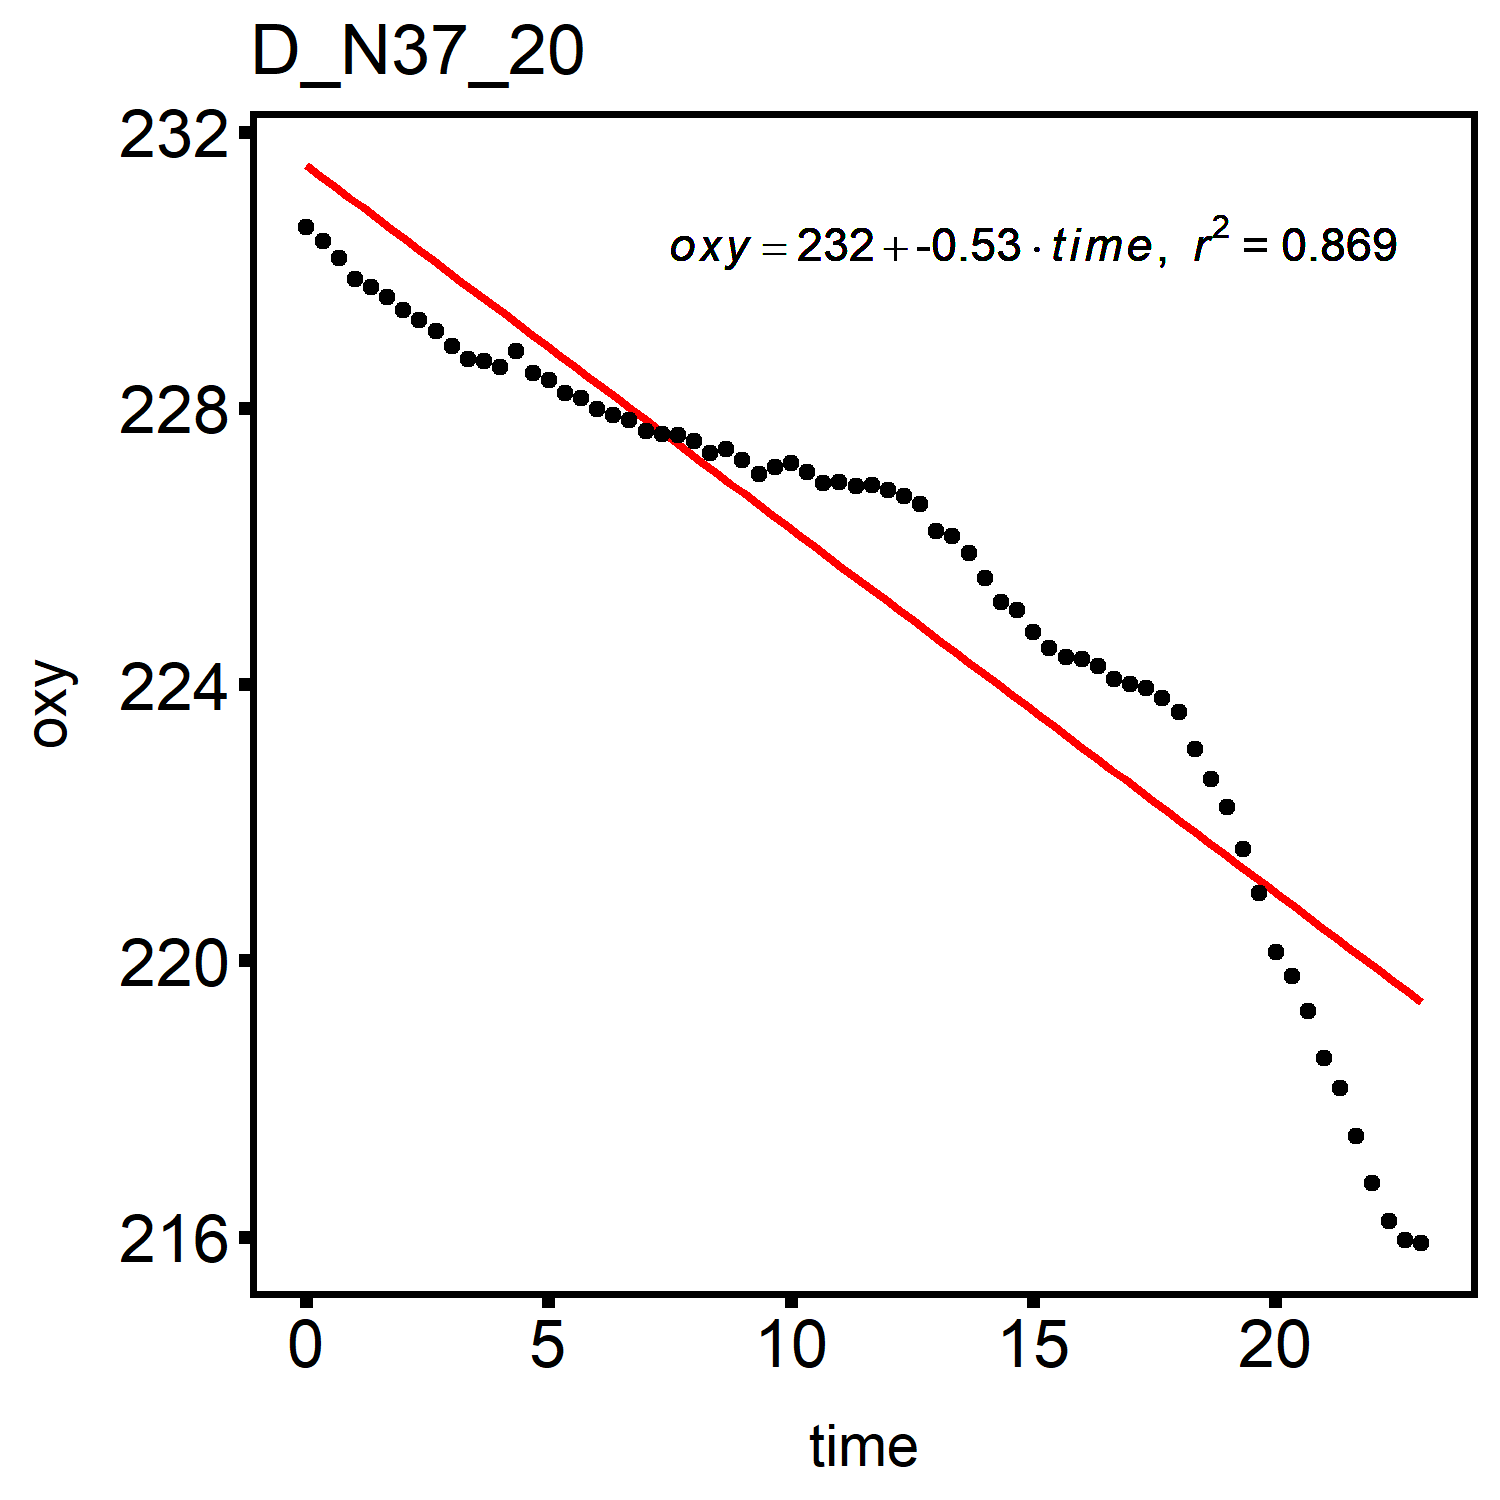 D_N37_20
232
oxy = 232 + -0.53 · time, r² = 0.869
228
224
oxy
220
216
0 5 10 15 20
time